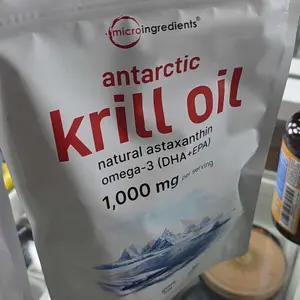 microingredients
antarctic
krill oil
natural astaxanthin
omega-3 (DHA+EPA)
1,000 mg per serving